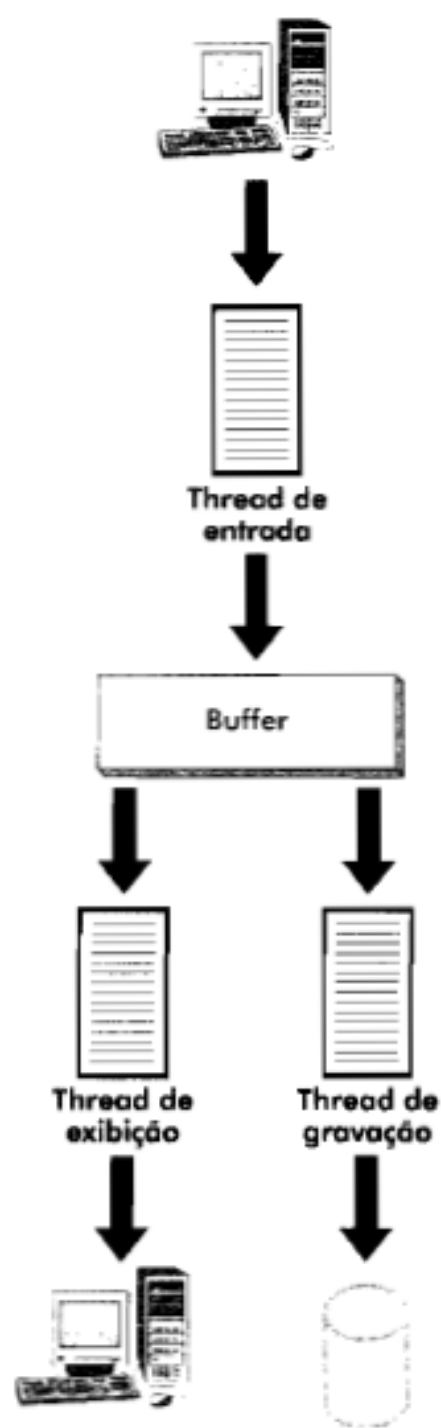 Thread de
entrada
Buffer
Thread de
exibição
Thread de
gravação